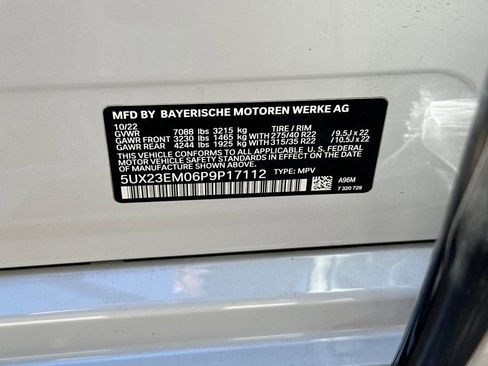 MFD BY BAYERISCHE MOTOREN WERKE AG
10/22 TIRE / RIM
GVWR 7088 lbs 3215 kg
GAWR FRONT 3230 lbs 1465 kg WITH 275/40 R22 / 9.5J x 22
GAWR REAR 4244 lbs 1925 kg WITH 315/35 R22 / 10.5J x 22
THIS VEHICLE CONFORMS TO ALL APPLICABLE U.S. FEDERAL
MOTOR VEHICLE SAFETY STANDARDS IN EFFECT ON THE
DATE OF MANUFACTURE SHOWN ABOVE.
5UX23EM06P9P17112 TYPE: MPV
A96M
7 320 729